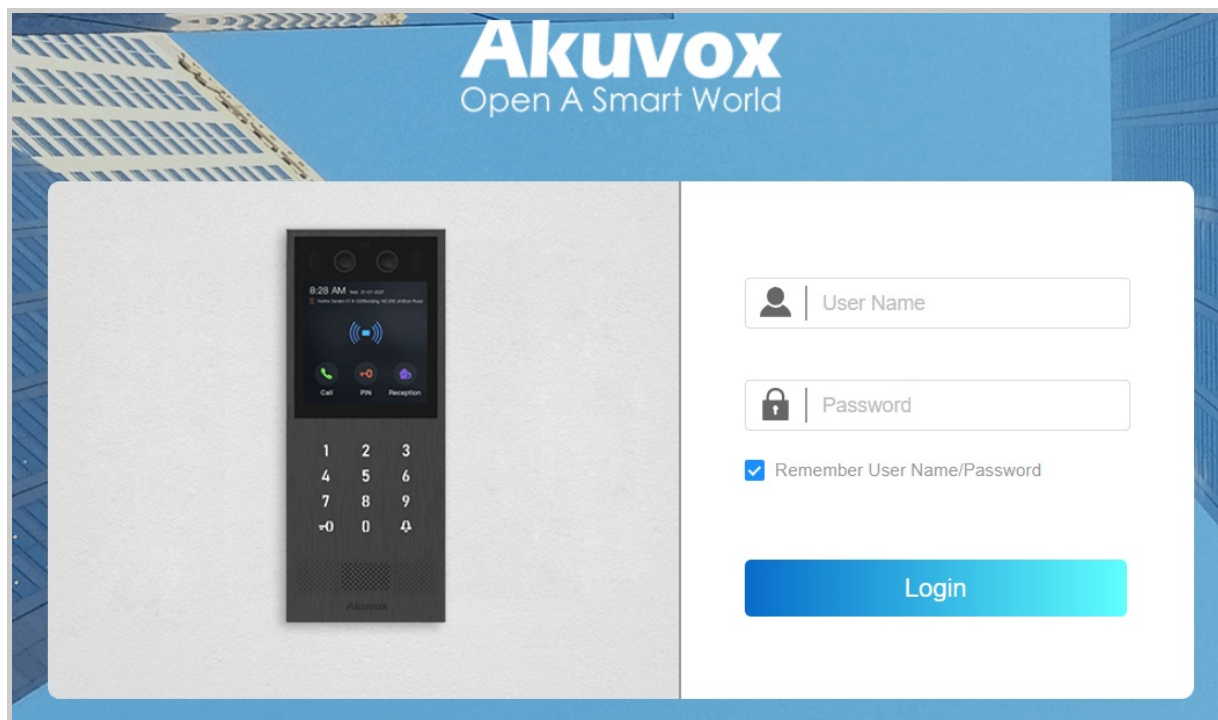 Akuvox
Open A Smart World
8:28 AM
Call PIN Reception
1 2 3
4 5 6
7 8 9
0
Akuvox
User Name
Password
Remember User Name/Password
Login